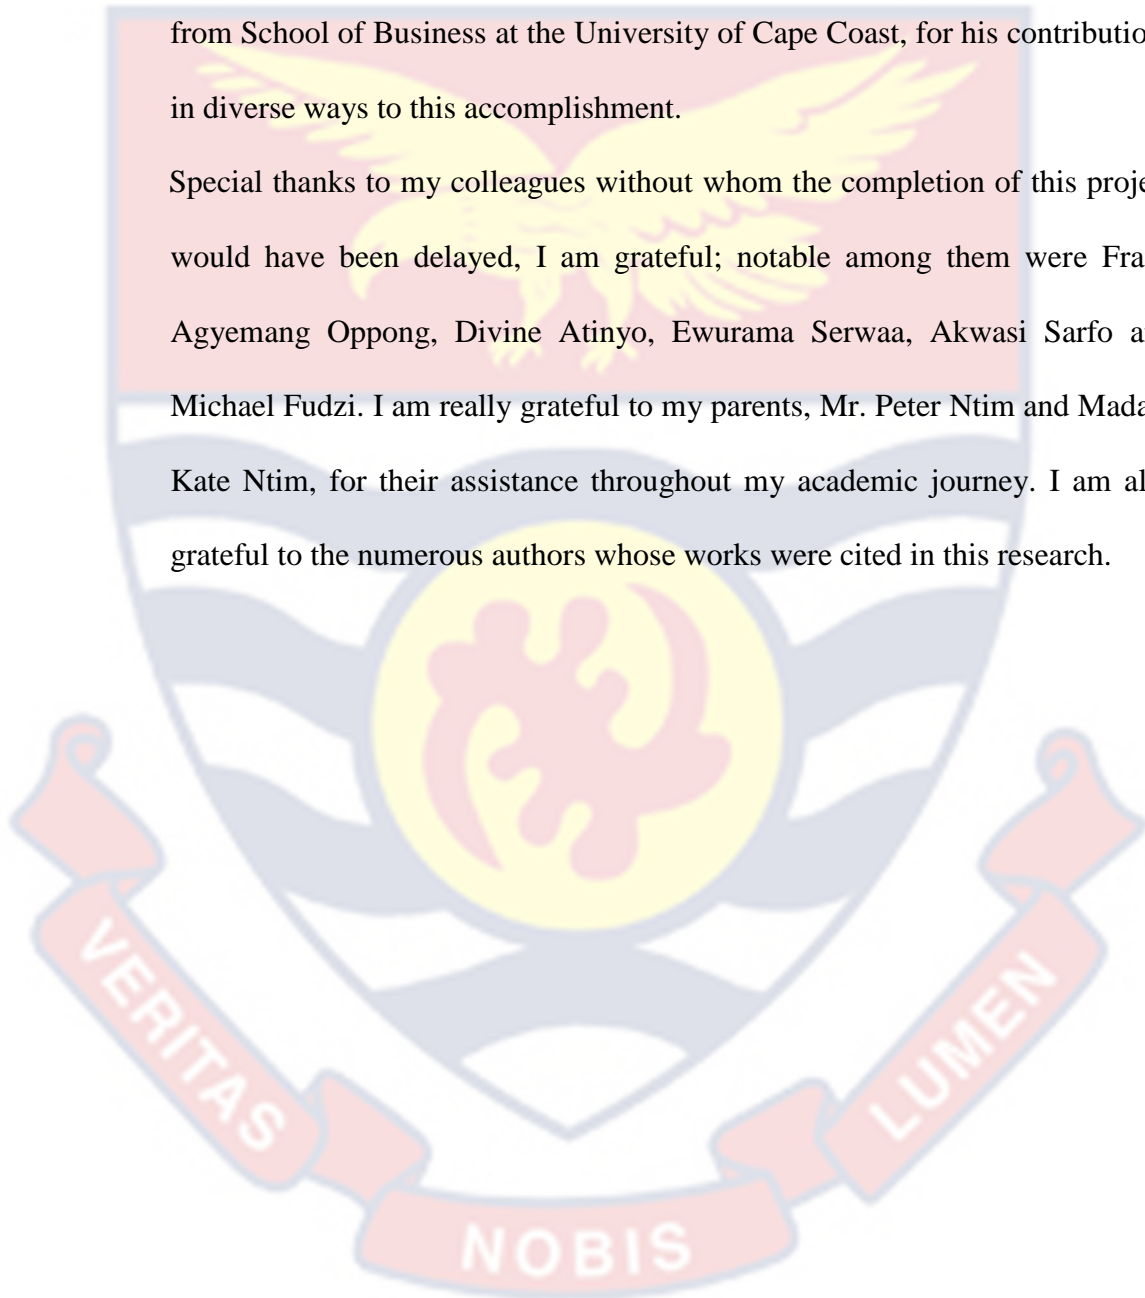 from School of Business at the University of Cape Coast, for his contributio
in diverse ways to this accomplishment.
Special thanks to my colleagues without whom the completion of this proje
would have been delayed, I am grateful; notable among them were Fra
Agyemang Oppong, Divine Atinyo, Ewurama Serwaa, Akwasi Sarfo a
Michael Fudzi. I am really grateful to my parents, Mr. Peter Ntim and Mada
Kate Ntim, for their assistance throughout my academic journey. I am al
grateful to the numerous authors whose works were cited in this research.
VERITAS
NOBIS
LUMEN